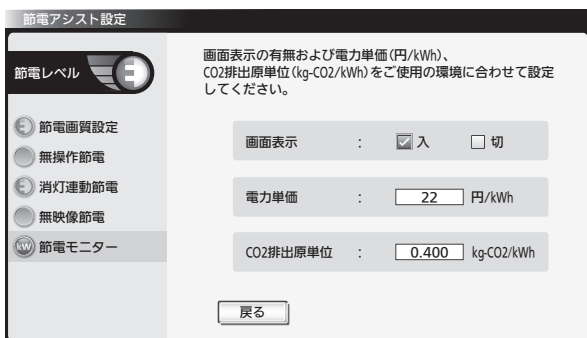 節電アシスト設定
節電レベル
節電画質設定
無操作節電
消灯連動節電
無映像節電
kW 節電モニター
画面表示の有無および電力単価(円/kWh)、
CO2排出原単位(kg-CO2/kWh)をご使用の環境に合わせて設定
してください。
画面表示 : 入 切
電力単価 : 22 円/kWh
CO2排出原単位 : 0.400 kg-CO2/kWh
戻る